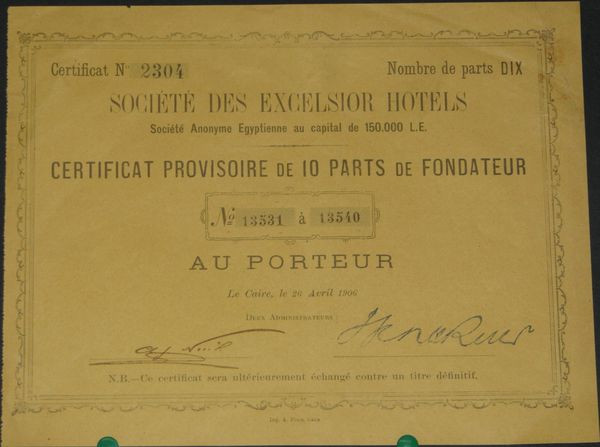 Certificat Nº 2304 Nombre de parts DIX
SOCIÉTÉ DES EXCELSIOR HOTELS
Société Anonyme Egyptienne au capital de 150.000 L.E.
CERTIFICAT PROVISOIRE DE 10 PARTS DE FONDATEUR
Nº 13531 à 13540
AU PORTEUR
Le Caire, le 26 Avril 1906
DEUX ADMINISTRATEURS :
N.B.—Ce certificat sera ultérieurement échangé contre un titre définitif.